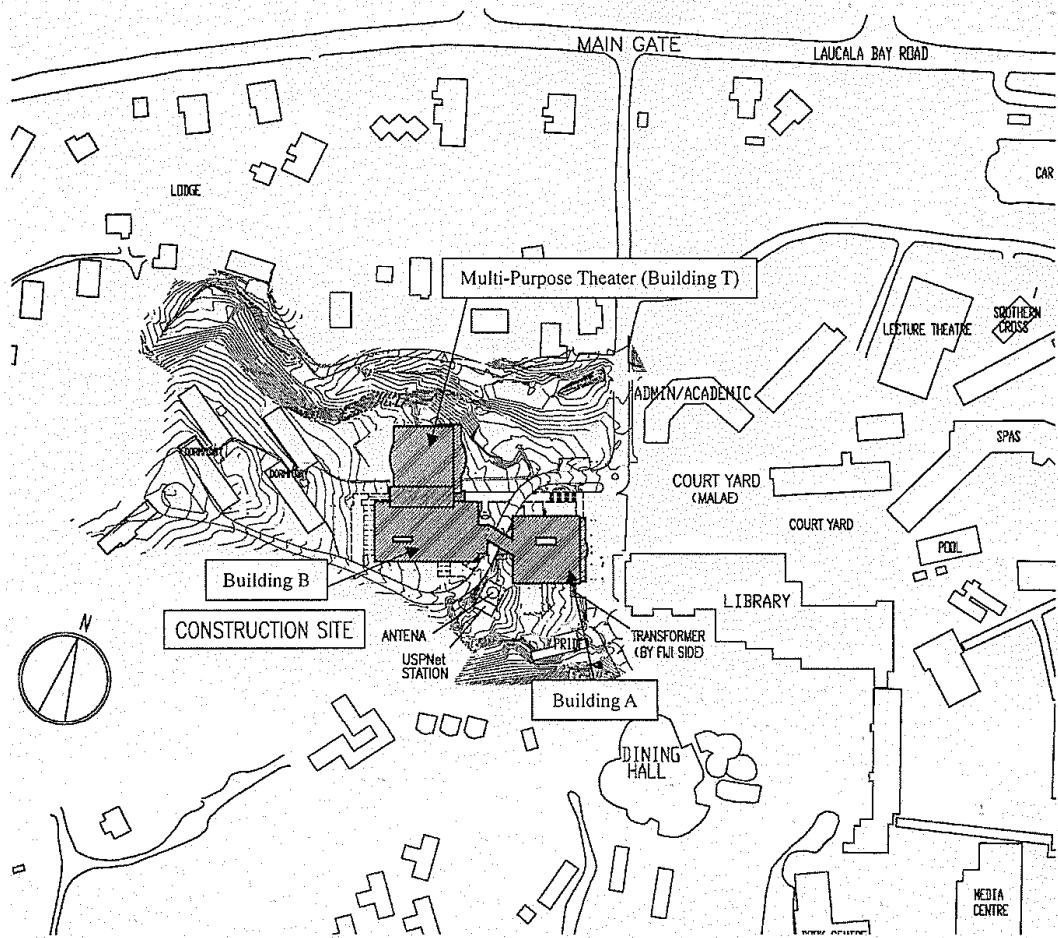 MAIN GATE
LAUCALA BAY ROAD
CAR
LODGE
Multi-Purpose Theater (Building T)
SOUTHERN
CROSS
LECTURE THEATRE
ADMIN/ACADEMIC
SPAS
DORMITORY
DORMITORY
COURT YARD
(MALAE)
COURT YARD
POOL
Building B
LIBRARY
CONSTRUCTION SITE
ANTENA
TRANSFORMER
(BY FIJI SIDE)
USPNet
STATION
PRIDE
N
Building A
DINING
HALL
MEDIA
CENTRE